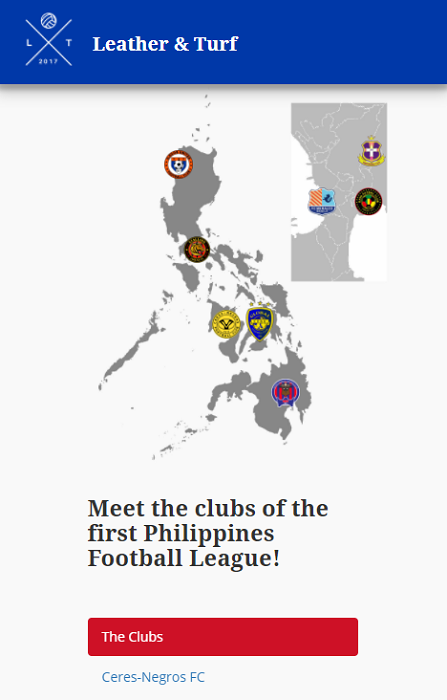 L T
2017
Leather & Turf
Meet the clubs of the
first Philippines
Football League!
The Clubs
Ceres-Negros FC